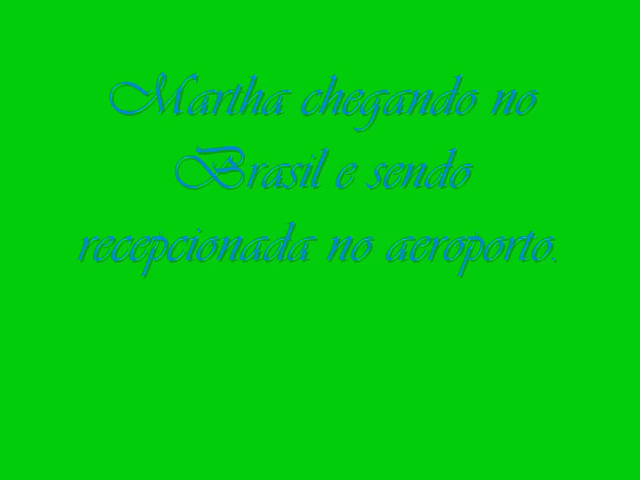 Martha chegando no
Brasil e sendo
recepcionada no aeroporto.